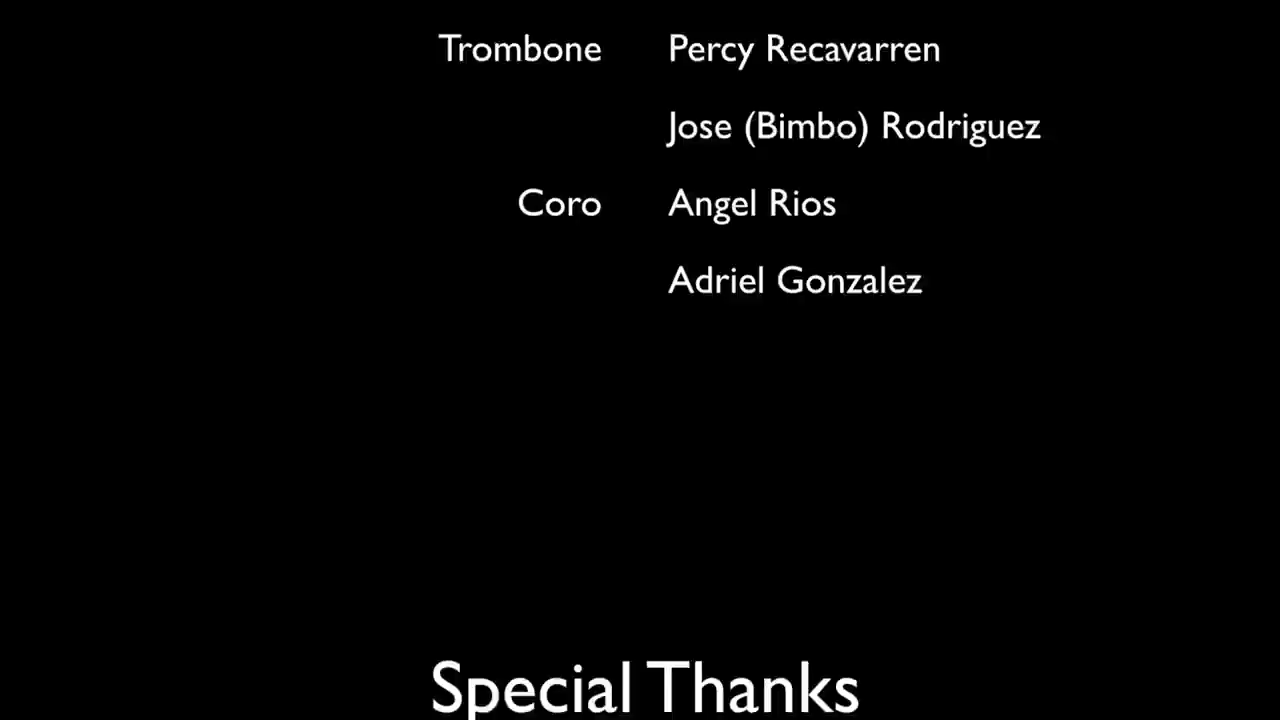 Trombone Percy Recavarren
Jose (Bimbo) Rodriguez
Coro Angel Rios
Adriel Gonzalez
Special Thanks